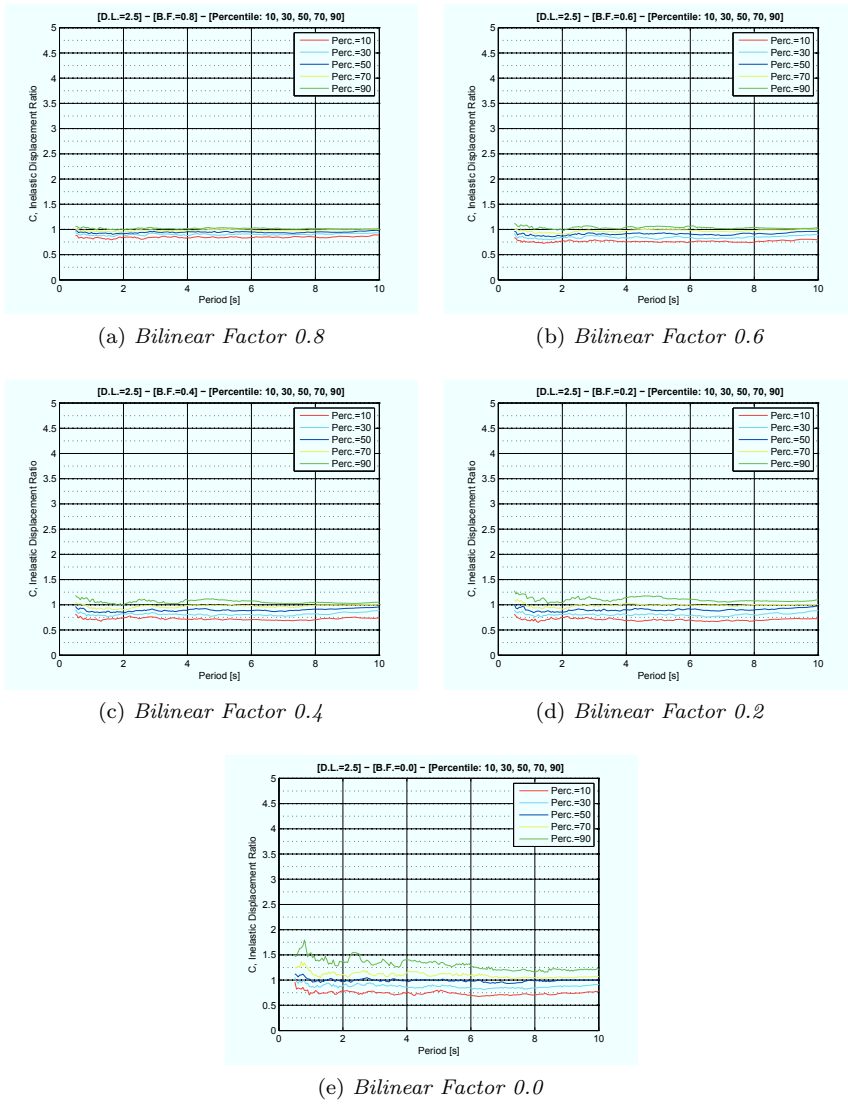 [D.L.=2.5] − [B.F.=0.8] − [Percentile: 10, 30, 50, 70, 90]
5
4.5
4
3.5
3
2.5
2
1.5
1
0.5
0
C, Inelastic Displacement Ratio
Perc.=10
Perc.=30
Perc.=50
Perc.=70
Perc.=90
0 2 4 6 8 10
Period [s]
(a) Bilinear Factor 0.8
[D.L.=2.5] − [B.F.=0.6] − [Percentile: 10, 30, 50, 70, 90]
5
4.5
4
3.5
3
2.5
2
1.5
1
0.5
0
C, Inelastic Displacement Ratio
Perc.=10
Perc.=30
Perc.=50
Perc.=70
Perc.=90
0 2 4 6 8 10
Period [s]
(b) Bilinear Factor 0.6
[D.L.=2.5] − [B.F.=0.4] − [Percentile: 10, 30, 50, 70, 90]
5
4.5
4
3.5
3
2.5
2
1.5
1
0.5
0
C, Inelastic Displacement Ratio
Perc.=10
Perc.=30
Perc.=50
Perc.=70
Perc.=90
0 2 4 6 8 10
Period [s]
(c) Bilinear Factor 0.4
[D.L.=2.5] − [B.F.=0.2] − [Percentile: 10, 30, 50, 70, 90]
5
4.5
4
3.5
3
2.5
2
1.5
1
0.5
0
C, Inelastic Displacement Ratio
Perc.=10
Perc.=30
Perc.=50
Perc.=70
Perc.=90
0 2 4 6 8 10
Period [s]
(d) Bilinear Factor 0.2
[D.L.=2.5] − [B.F.=0.0] − [Percentile: 10, 30, 50, 70, 90]
5
4.5
4
3.5
3
2.5
2
1.5
1
0.5
0
C, Inelastic Displacement Ratio
Perc.=10
Perc.=30
Perc.=50
Perc.=70
Perc.=90
0 2 4 6 8 10
Period [s]
(e) Bilinear Factor 0.0